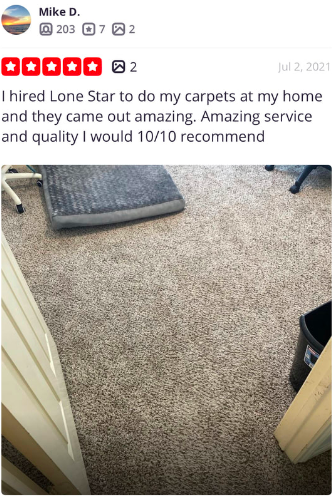 Mike D.
203 7 2
2 Jul 2, 2021
I hired Lone Star to do my carpets at my home
and they came out amazing. Amazing service
and quality I would 10/10 recommend